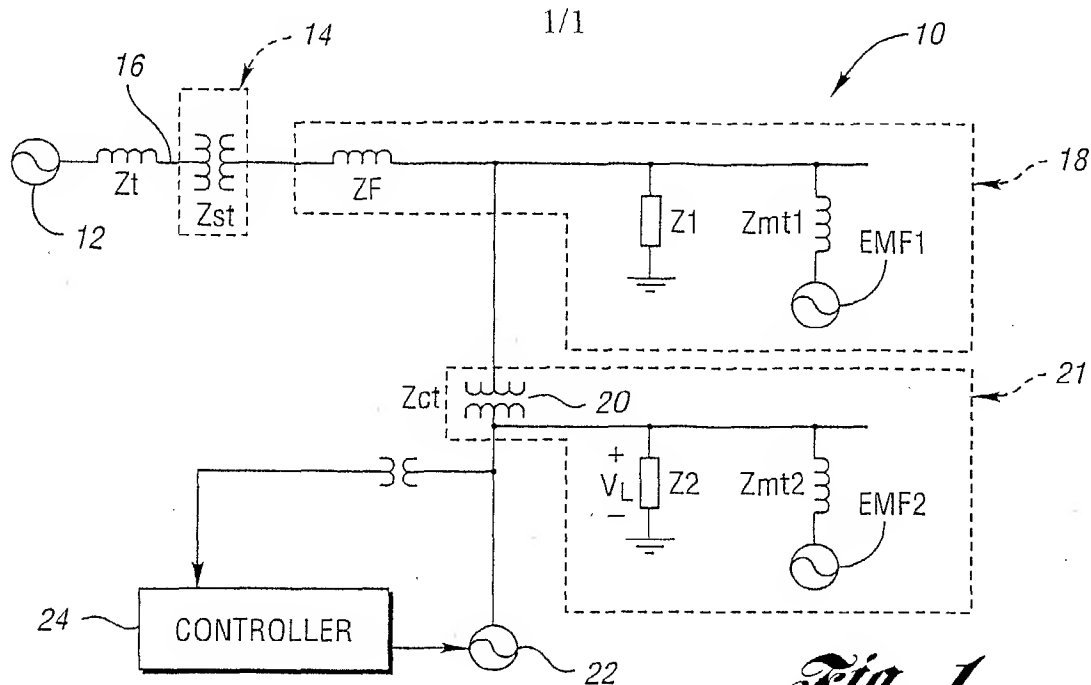 1/1
10
14
16
18
Zt
Zst
ZF
12
Z1
Zmt1
EMF1
21
Zct
20
+
VL
−
Z2
Zmt2
EMF2
24
CONTROLLER
22
Fig. 1